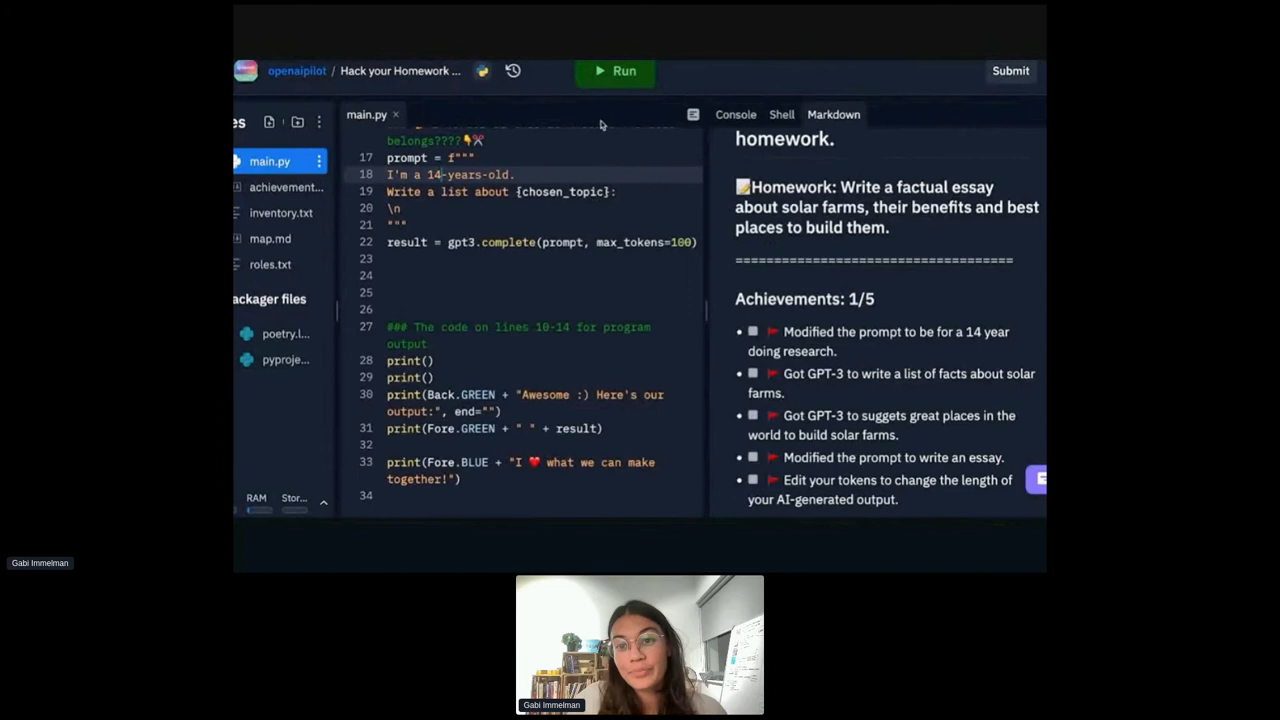 openaipilot / Hack your Homework ...
Run
Submit
es
main.py
Console
Shell
Markdown
main.py
achievement...
inventory.txt
map.md
roles.txt
ackager files
poetry.l...
pyproje...
RAM
Stor...
belongs????👇✂️
17 prompt = f"""
18 I'm a 14-years-old.
19 Write a list about {chosen_topic}:
20 \n
21 """
22 result = gpt3.complete(prompt, max_tokens=100)
23
24
25
26
27 ### The code on lines 10-14 for program
output
28 print()
29 print()
30 print(Back.GREEN + "Awesome :) Here's our
output:", end="")
31 print(Fore.GREEN + " " + result)
32
33 print(Fore.BLUE + "I ❤️ what we can make
together!")
34
homework.
📝Homework: Write a factual essay
about solar farms, their benefits and best
places to build them.
====================================
Achievements: 1/5
• 🚩 Modified the prompt to be for a 14 year
doing research.
• 🚩 Got GPT-3 to write a list of facts about solar
farms.
• 🚩 Got GPT-3 to suggets great places in the
world to build solar farms.
• 🚩 Modified the prompt to write an essay.
• 🚩 Edit your tokens to change the length of
your AI-generated output.
Gabi Immelman
Gabi Immelman